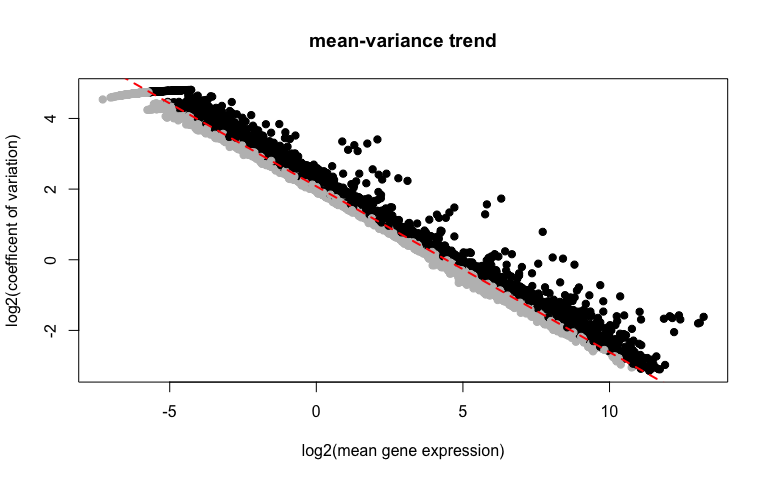 mean-variance trend
log2(coefficent of variation)
4
2
0
-2
-5
0
5
10
log2(mean gene expression)